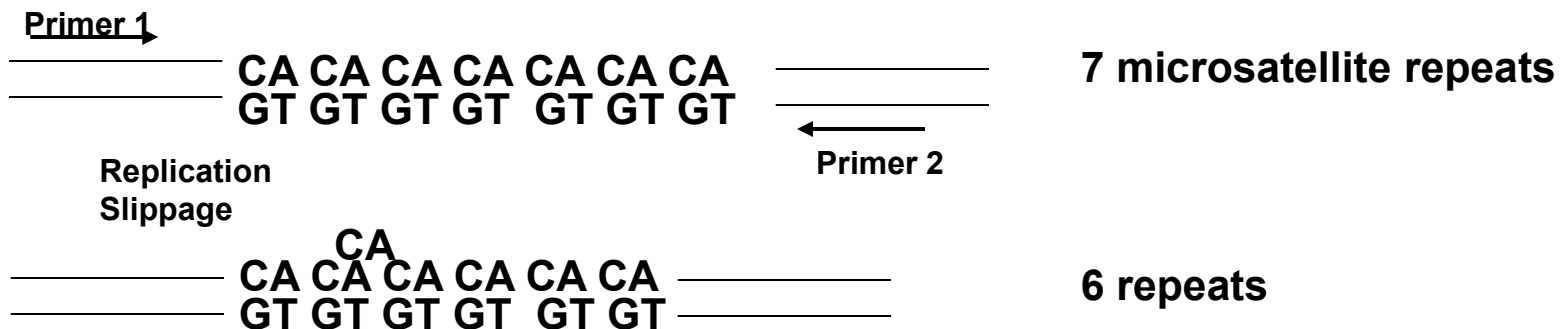 Primer 1
CA CA CA CA CA CA CA
GT GT GT GT GT GT GT
7 microsatellite repeats
Primer 2
Replication
Slippage
CA
CA CA CA CA CA CA
GT GT GT GT GT GT
6 repeats